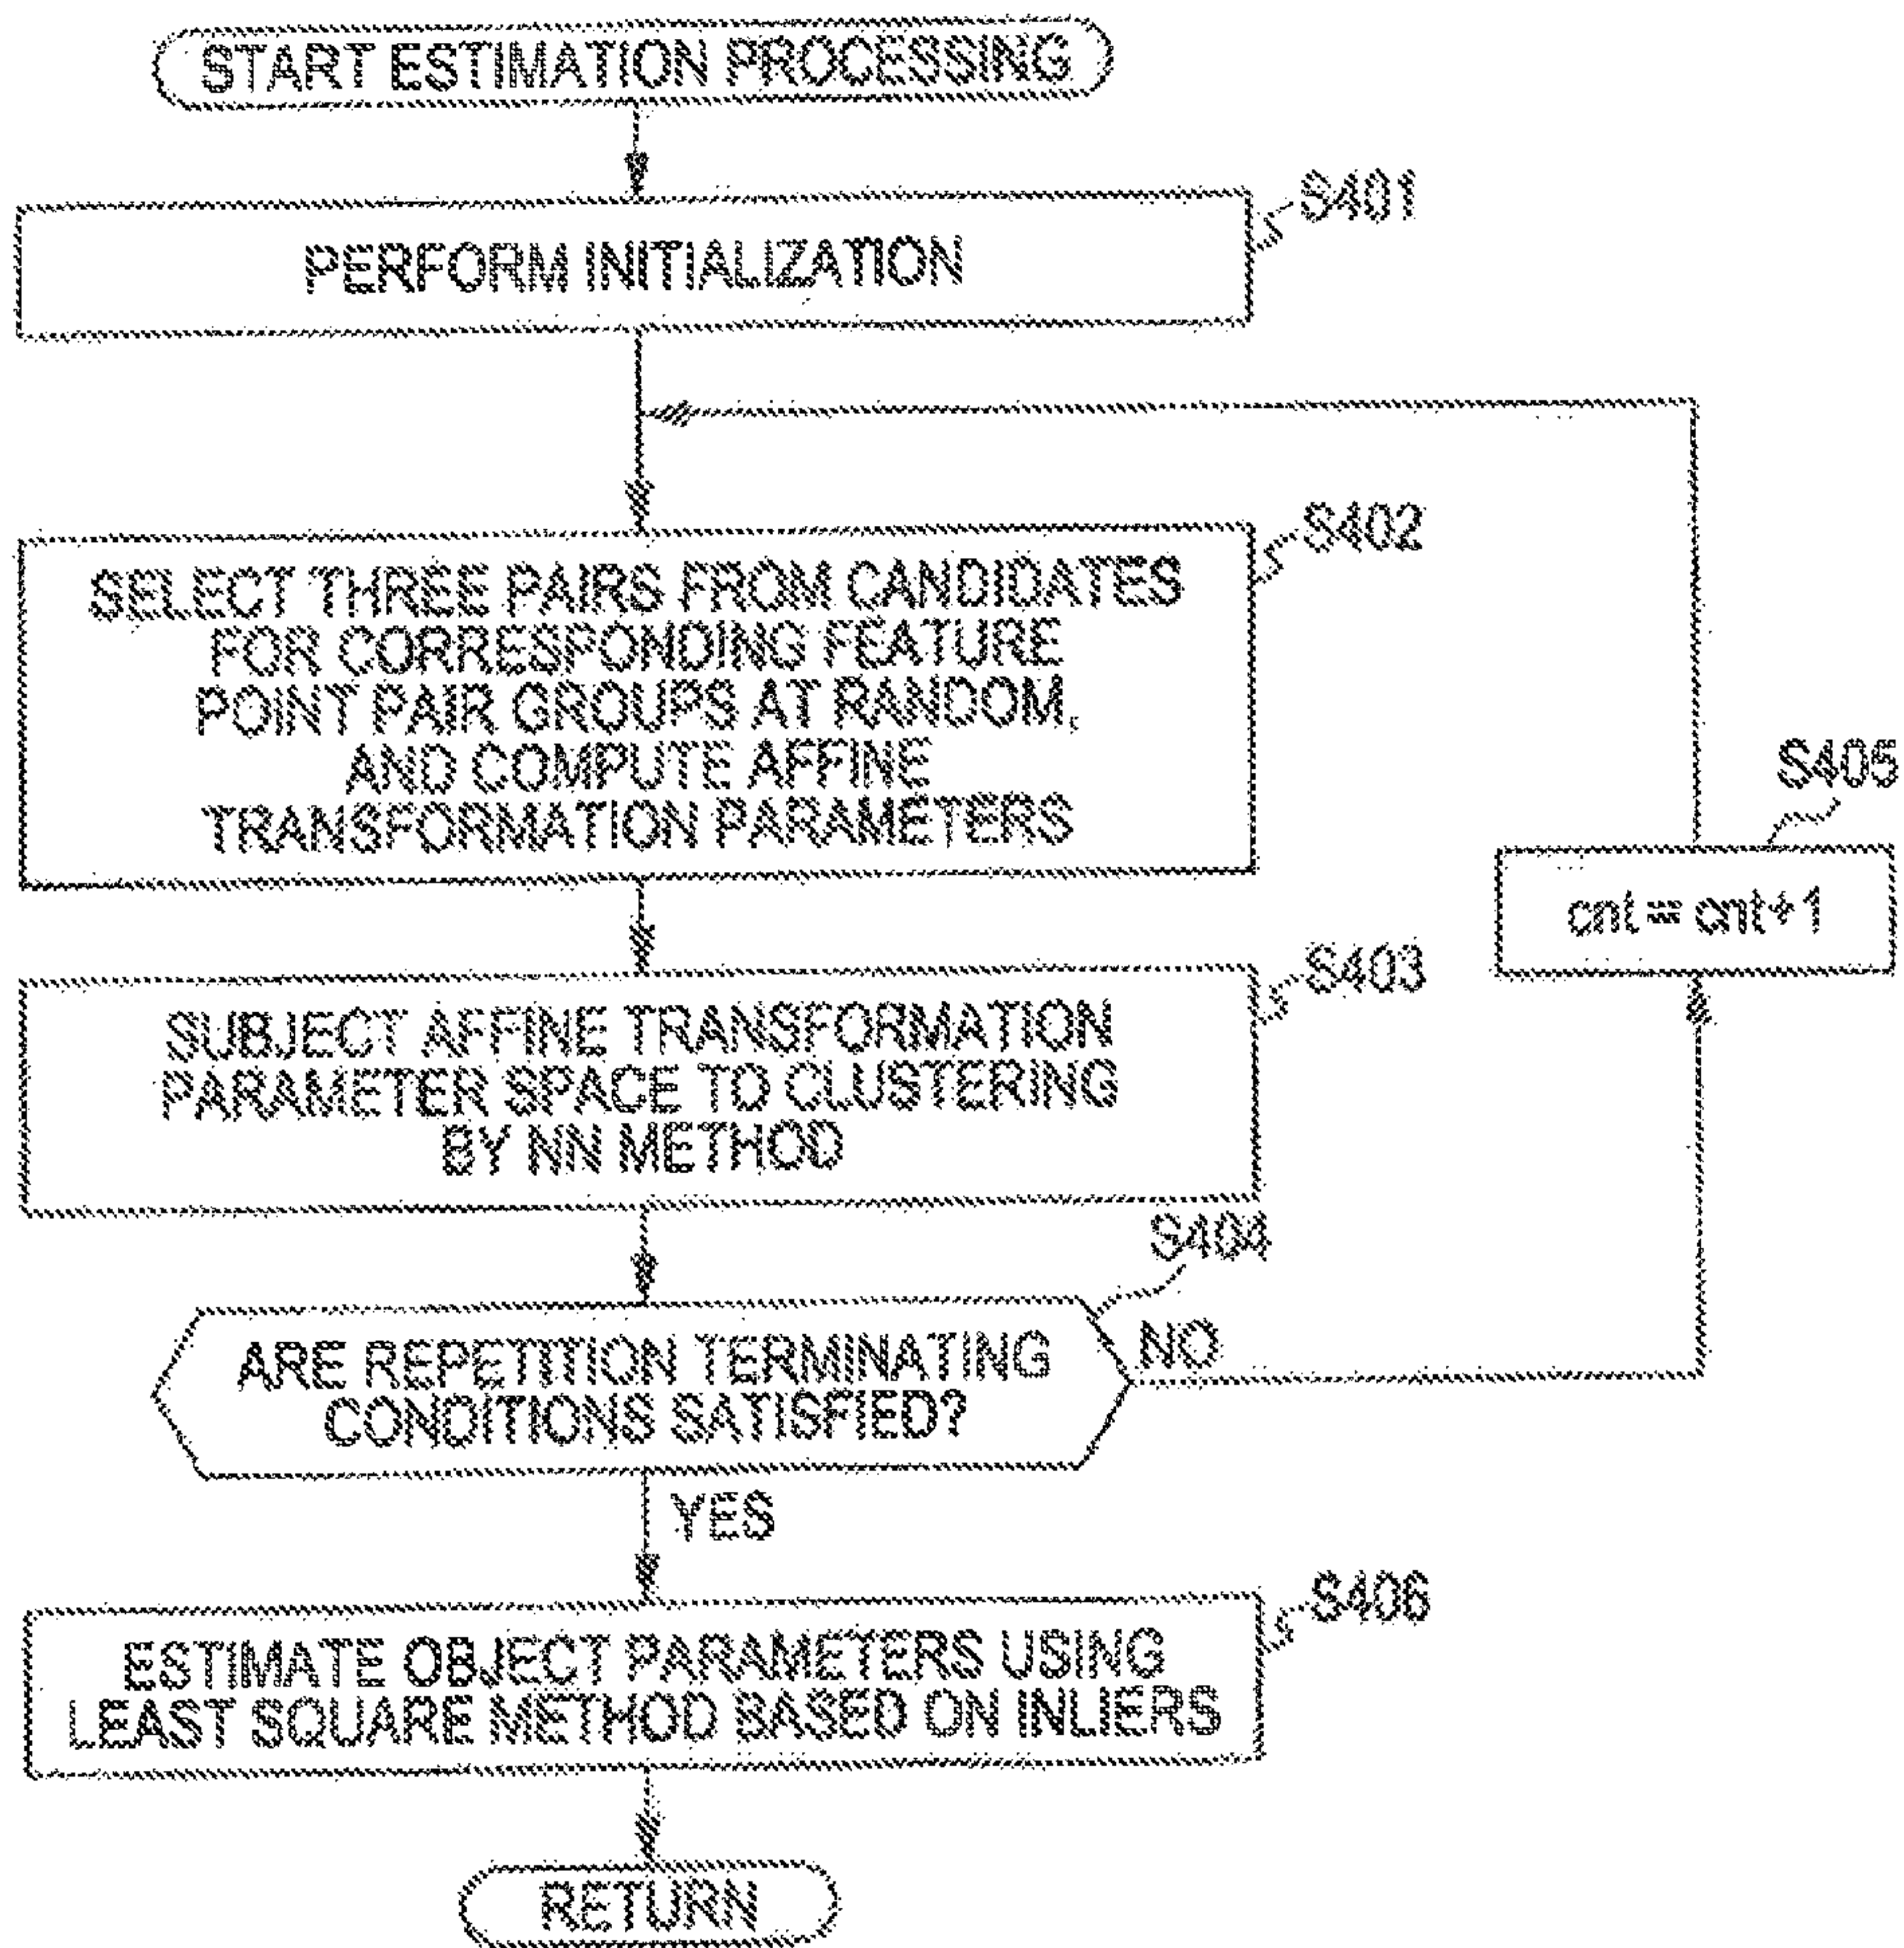 START ESTIMATION PROCESSING
S401
PERFORM INITIALIZATION
S402
SELECT THREE PAIRS FROM CANDIDATES
FOR CORRESPONDING FEATURE
POINT PAIR GROUPS AT RANDOM,
AND COMPUTE AFFINE
TRANSFORMATION PARAMETERS
S405
cnt = cnt+1
S403
SUBJECT AFFINE TRANSFORMATION
PARAMETER SPACE TO CLUSTERING
BY NN METHOD
S404
ARE REPETITION TERMINATING
CONDITIONS SATISFIED?
NO
YES
S406
ESTIMATE OBJECT PARAMETERS USING
LEAST SQUARE METHOD BASED ON INLIERS
RETURN